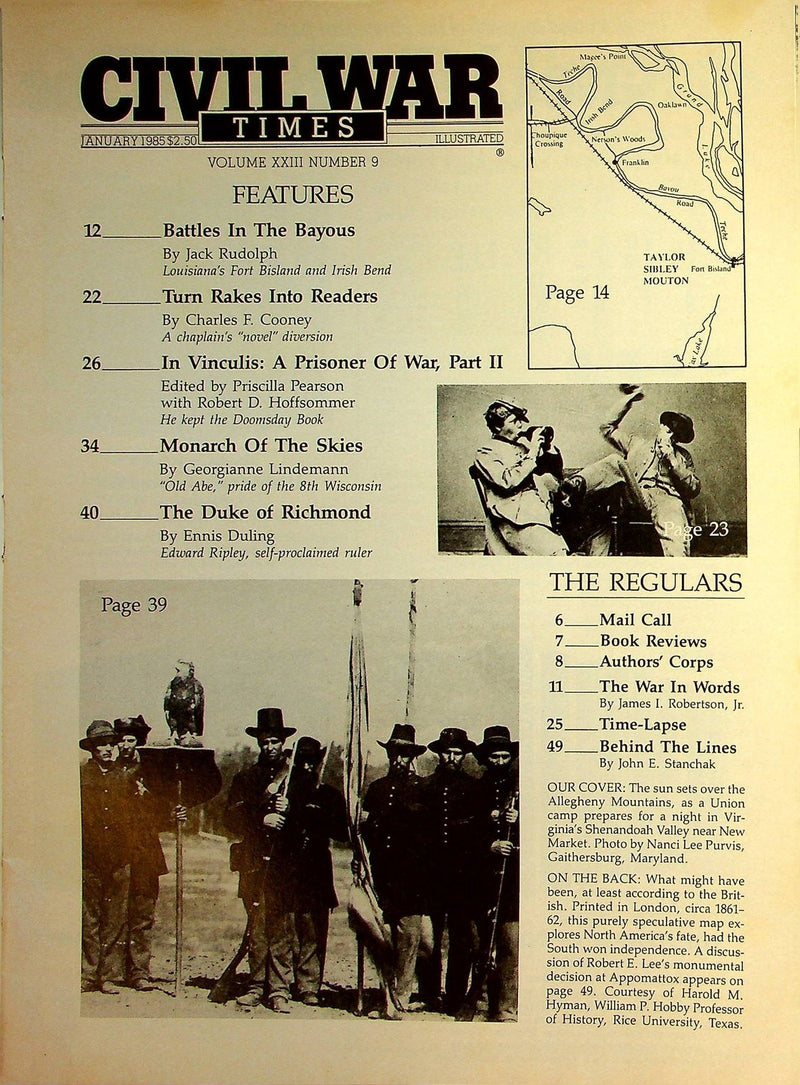 CIVIL WAR
TIMES
JANUARY 1985 $2.50
ILLUSTRATED
®
VOLUME XXIII NUMBER 9
FEATURES
12 Battles In The Bayous
By Jack Rudolph
Louisiana's Fort Bisland and Irish Bend
22 Turn Rakes Into Readers
By Charles F. Cooney
A chaplain's "novel" diversion
26 In Vinculis: A Prisoner Of War, Part II
Edited by Priscilla Pearson
with Robert D. Hoffsommer
He kept the Doomsday Book
34 Monarch Of The Skies
By Georgianne Lindemann
"Old Abe," pride of the 8th Wisconsin
40 The Duke of Richmond
By Ennis Duling
Edward Ripley, self-proclaimed ruler
Magee's Point
Teche
Road
Irish Bend
Oaklawn
Grand
Lake
Choupique
Crossing
Nerson's Woods
Franklin
Bayou
Road
Teche
TAYLOR
SIBLEY
MOUTON
Fort Bisland
Page 14
Lake
Page 23
Page 39
THE REGULARS
6 Mail Call
7 Book Reviews
8 Authors' Corps
11 The War In Words
By James I. Robertson, Jr.
25 Time-Lapse
49 Behind The Lines
By John E. Stanchak
OUR COVER: The sun sets over the
Allegheny Mountains, as a Union
camp prepares for a night in Vir-
ginia's Shenandoah Valley near New
Market. Photo by Nanci Lee Purvis,
Gaithersburg, Maryland.
ON THE BACK: What might have
been, at least according to the Brit-
ish. Printed in London, circa 1861-
62, this purely speculative map ex-
plores North America's fate, had the
South won independence. A discus-
sion of Robert E. Lee's monumental
decision at Appomattox appears on
page 49. Courtesy of Harold M.
Hyman, William P. Hobby Professor
of History, Rice University, Texas.